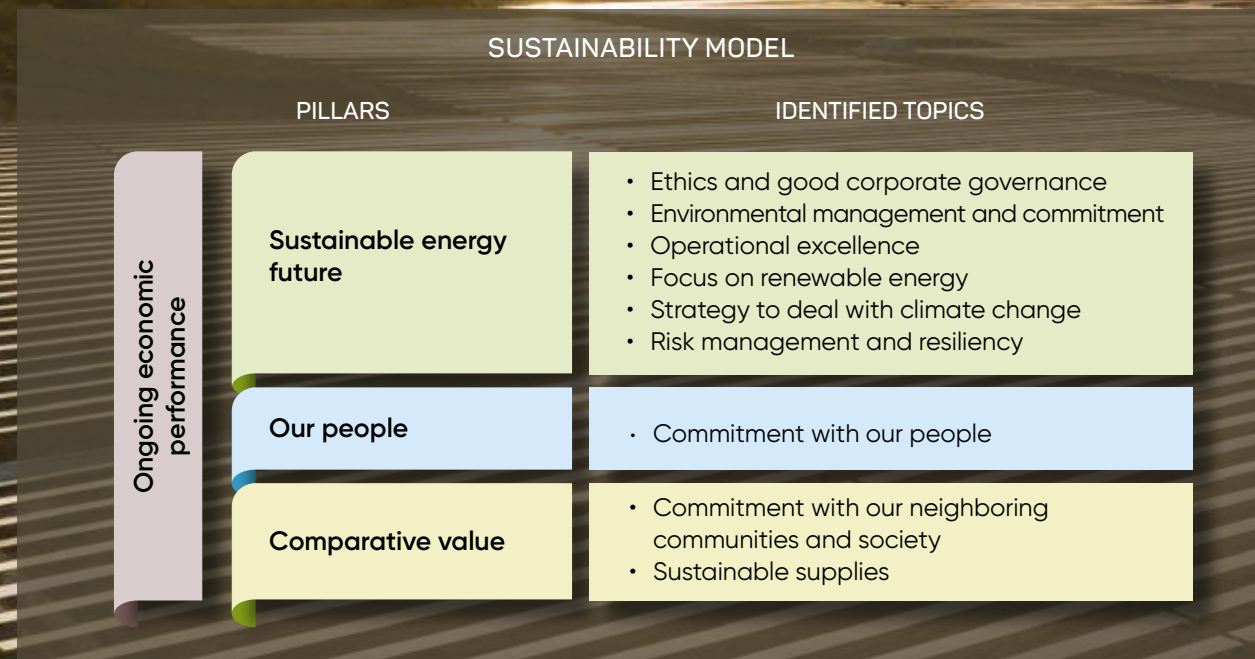 SUSTAINABILITY MODEL
PILLARS
IDENTIFIED TOPICS
Ongoing economic
performance
Sustainable energy
future
• Ethics and good corporate governance
• Environmental management and commitment
• Operational excellence
• Focus on renewable energy
• Strategy to deal with climate change
• Risk management and resiliency
Our people
• Commitment with our people
Comparative value
• Commitment with our neighboring
communities and society
• Sustainable supplies